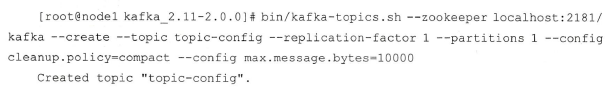 [root@node1 kafka_2.11-2.0.0]# bin/kafka-topics.sh --zookeeper localhost:2181/
kafka --create --topic topic-config --replication-factor 1 --partitions 1 --config
cleanup.policy=compact --config max.message.bytes=10000
Created topic "topic-config".